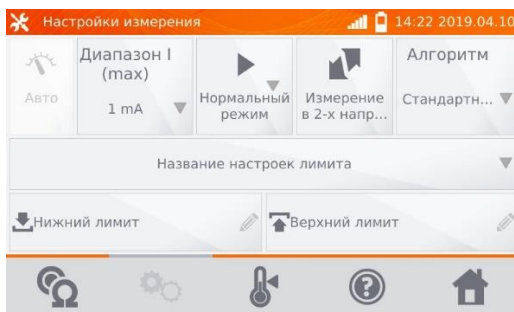 Настройки измерения 14:22 2019.04.10
Диапазон I
(max)
Алгоритм
Авто
1 mA
Нормальный
режим
Измерение
в 2-х напр...
Стандартн...
Название настроек лимита
Нижний лимит
Верхний лимит